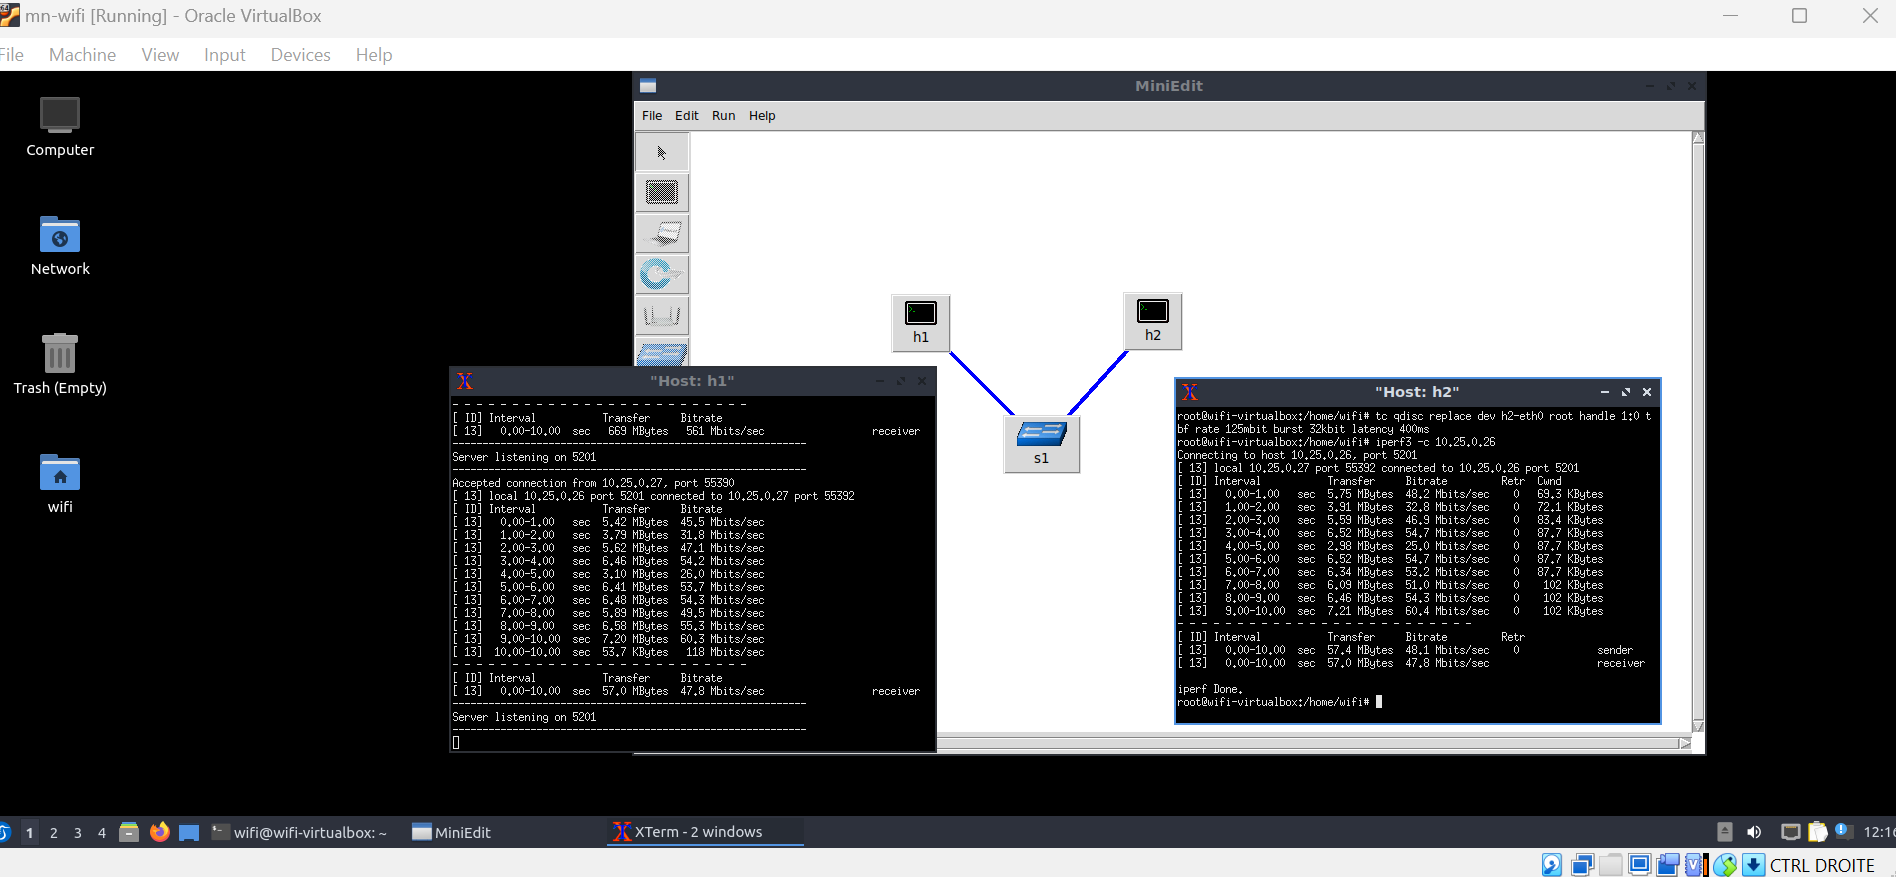 mn-wifi [Running] - Oracle VirtualBox
File Machine View Input Devices Help
Computer
Network
Trash (Empty)
wifi
MiniEdit
File Edit Run Help
h1
h2
s1
"Host: h1"
- - - - - - - - - - - - - - - - - - - - - - - - -
[ ID] Interval Transfer Bitrate
[ 13] 0.00-10.00 sec 669 MBytes 561 Mbits/sec receiver
-----------------------------------------------------------
Server listening on 5201
-----------------------------------------------------------
Accepted connection from 10.25.0.27, port 55390
[ 13] local 10.25.0.26 port 5201 connected to 10.25.0.27 port 55392
[ ID] Interval Transfer Bitrate
[ 13] 0.00-1.00 sec 5.42 MBytes 45.5 Mbits/sec
[ 13] 1.00-2.00 sec 3.79 MBytes 31.8 Mbits/sec
[ 13] 2.00-3.00 sec 5.62 MBytes 47.1 Mbits/sec
[ 13] 3.00-4.00 sec 6.46 MBytes 54.2 Mbits/sec
[ 13] 4.00-5.00 sec 3.10 MBytes 26.0 Mbits/sec
[ 13] 5.00-6.00 sec 6.41 MBytes 53.7 Mbits/sec
[ 13] 6.00-7.00 sec 6.48 MBytes 54.3 Mbits/sec
[ 13] 7.00-8.00 sec 5.89 MBytes 49.5 Mbits/sec
[ 13] 8.00-9.00 sec 6.58 MBytes 55.3 Mbits/sec
[ 13] 9.00-10.00 sec 7.20 MBytes 60.3 Mbits/sec
[ 13] 10.00-10.00 sec 53.7 KBytes 118 Mbits/sec
- - - - - - - - - - - - - - - - - - - - - - - - -
[ ID] Interval Transfer Bitrate
[ 13] 0.00-10.00 sec 57.0 MBytes 47.8 Mbits/sec receiver
-----------------------------------------------------------
Server listening on 5201
-----------------------------------------------------------
"Host: h2"
root@wifi-virtualbox:/home/wifi# tc qdisc replace dev h2-eth0 root handle 1:0 t
bf rate 125mbit burst 32kbit latency 400ms
root@wifi-virtualbox:/home/wifi# iperf3 -c 10.25.0.26
Connecting to host 10.25.0.26, port 5201
[ 13] local 10.25.0.27 port 55392 connected to 10.25.0.26 port 5201
[ ID] Interval Transfer Bitrate Retr Cwnd
[ 13] 0.00-1.00 sec 5.75 MBytes 48.2 Mbits/sec 0 69.3 KBytes
[ 13] 1.00-2.00 sec 3.91 MBytes 32.8 Mbits/sec 0 72.1 KBytes
[ 13] 2.00-3.00 sec 5.59 MBytes 46.9 Mbits/sec 0 83.4 KBytes
[ 13] 3.00-4.00 sec 6.52 MBytes 54.7 Mbits/sec 0 87.7 KBytes
[ 13] 4.00-5.00 sec 2.98 MBytes 25.0 Mbits/sec 0 87.7 KBytes
[ 13] 5.00-6.00 sec 6.52 MBytes 54.7 Mbits/sec 0 87.7 KBytes
[ 13] 6.00-7.00 sec 6.34 MBytes 53.2 Mbits/sec 0 87.7 KBytes
[ 13] 7.00-8.00 sec 6.09 MBytes 51.0 Mbits/sec 0 102 KBytes
[ 13] 8.00-9.00 sec 6.46 MBytes 54.3 Mbits/sec 0 102 KBytes
[ 13] 9.00-10.00 sec 7.21 MBytes 60.4 Mbits/sec 0 102 KBytes
- - - - - - - - - - - - - - - - - - - - - - - - -
[ ID] Interval Transfer Bitrate Retr
[ 13] 0.00-10.00 sec 57.4 MBytes 48.1 Mbits/sec 0 sender
[ 13] 0.00-10.00 sec 57.0 MBytes 47.8 Mbits/sec receiver
iperf Done.
root@wifi-virtualbox:/home/wifi#
1 2 3 4 wifi@wifi-virtualbox: ~ MiniEdit XTerm - 2 windows 12:16
CTRL DROITE